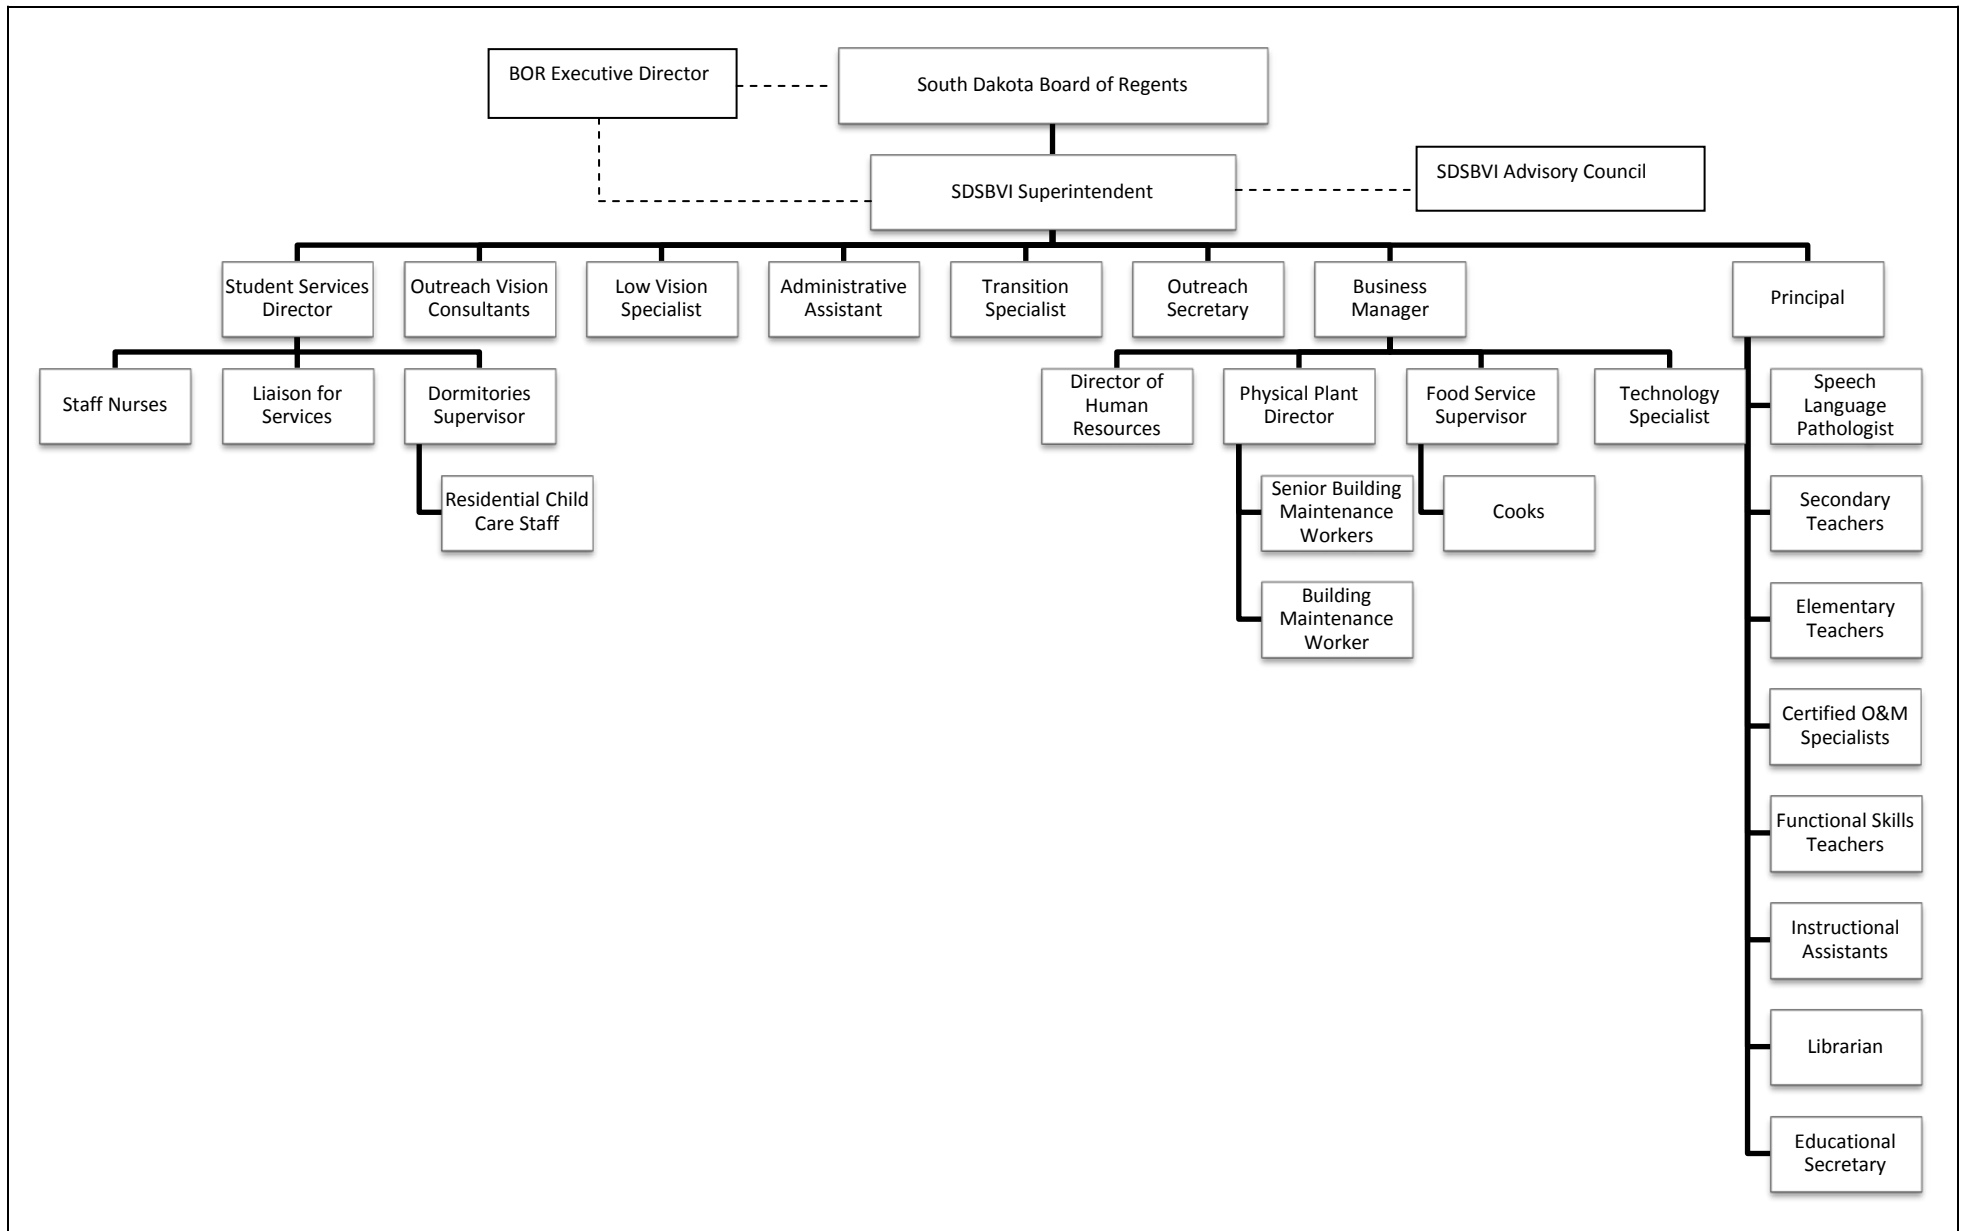 BOR Executive Director
South Dakota Board of Regents
SDSBVI Superintendent
SDSBVI Advisory Council
Student Services
Director
Outreach Vision
Consultants
Low Vision
Specialist
Administrative
Assistant
Transition
Specialist
Outreach
Secretary
Business
Manager
Principal
Staff Nurses
Liaison for
Services
Dormitories
Supervisor
Director of
Human
Resources
Physical Plant
Director
Food Service
Supervisor
Technology
Specialist
Speech
Language
Pathologist
Residential Child
Care Staff
Senior Building
Maintenance
Workers
Cooks
Secondary
Teachers
Building
Maintenance
Worker
Elementary
Teachers
Certified O&M
Specialists
Functional Skills
Teachers
Instructional
Assistants
Librarian
Educational
Secretary